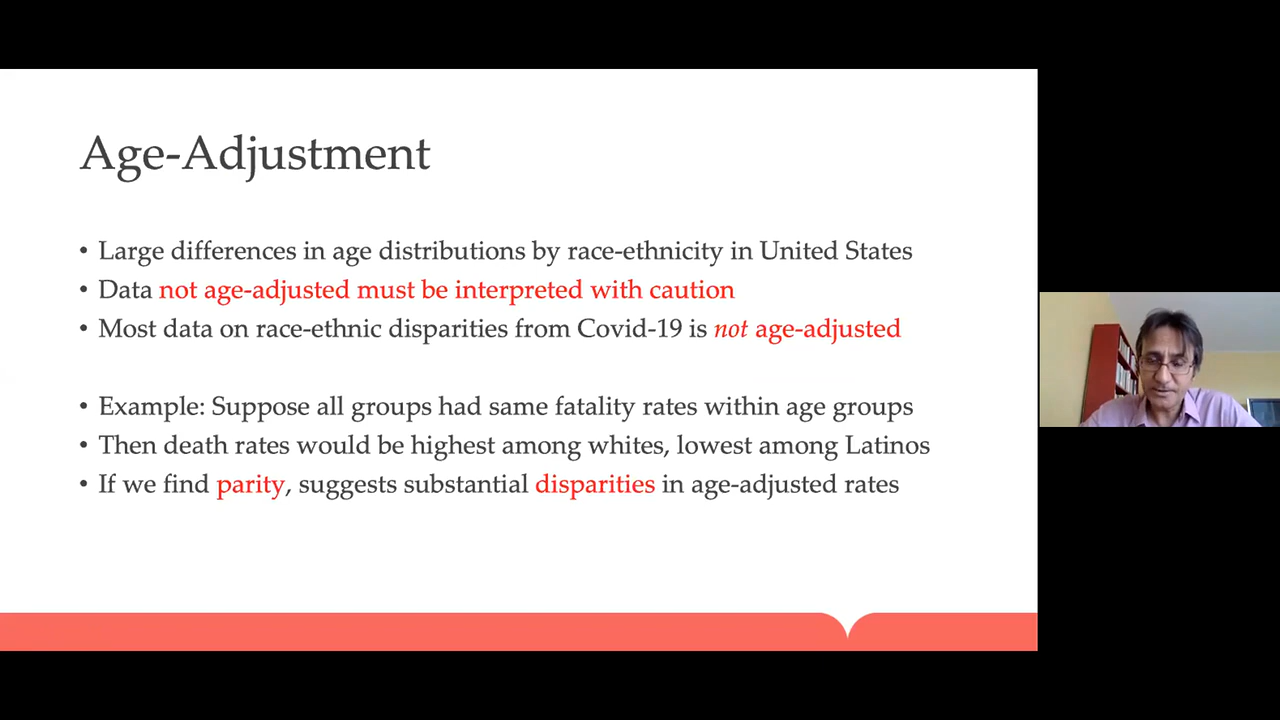 Age-Adjustment
• Large differences in age distributions by race-ethnicity in United States
• Data not age-adjusted must be interpreted with caution
• Most data on race-ethnic disparities from Covid-19 is not age-adjusted
• Example: Suppose all groups had same fatality rates within age groups
• Then death rates would be highest among whites, lowest among Latinos
• If we find parity, suggests substantial disparities in age-adjusted rates